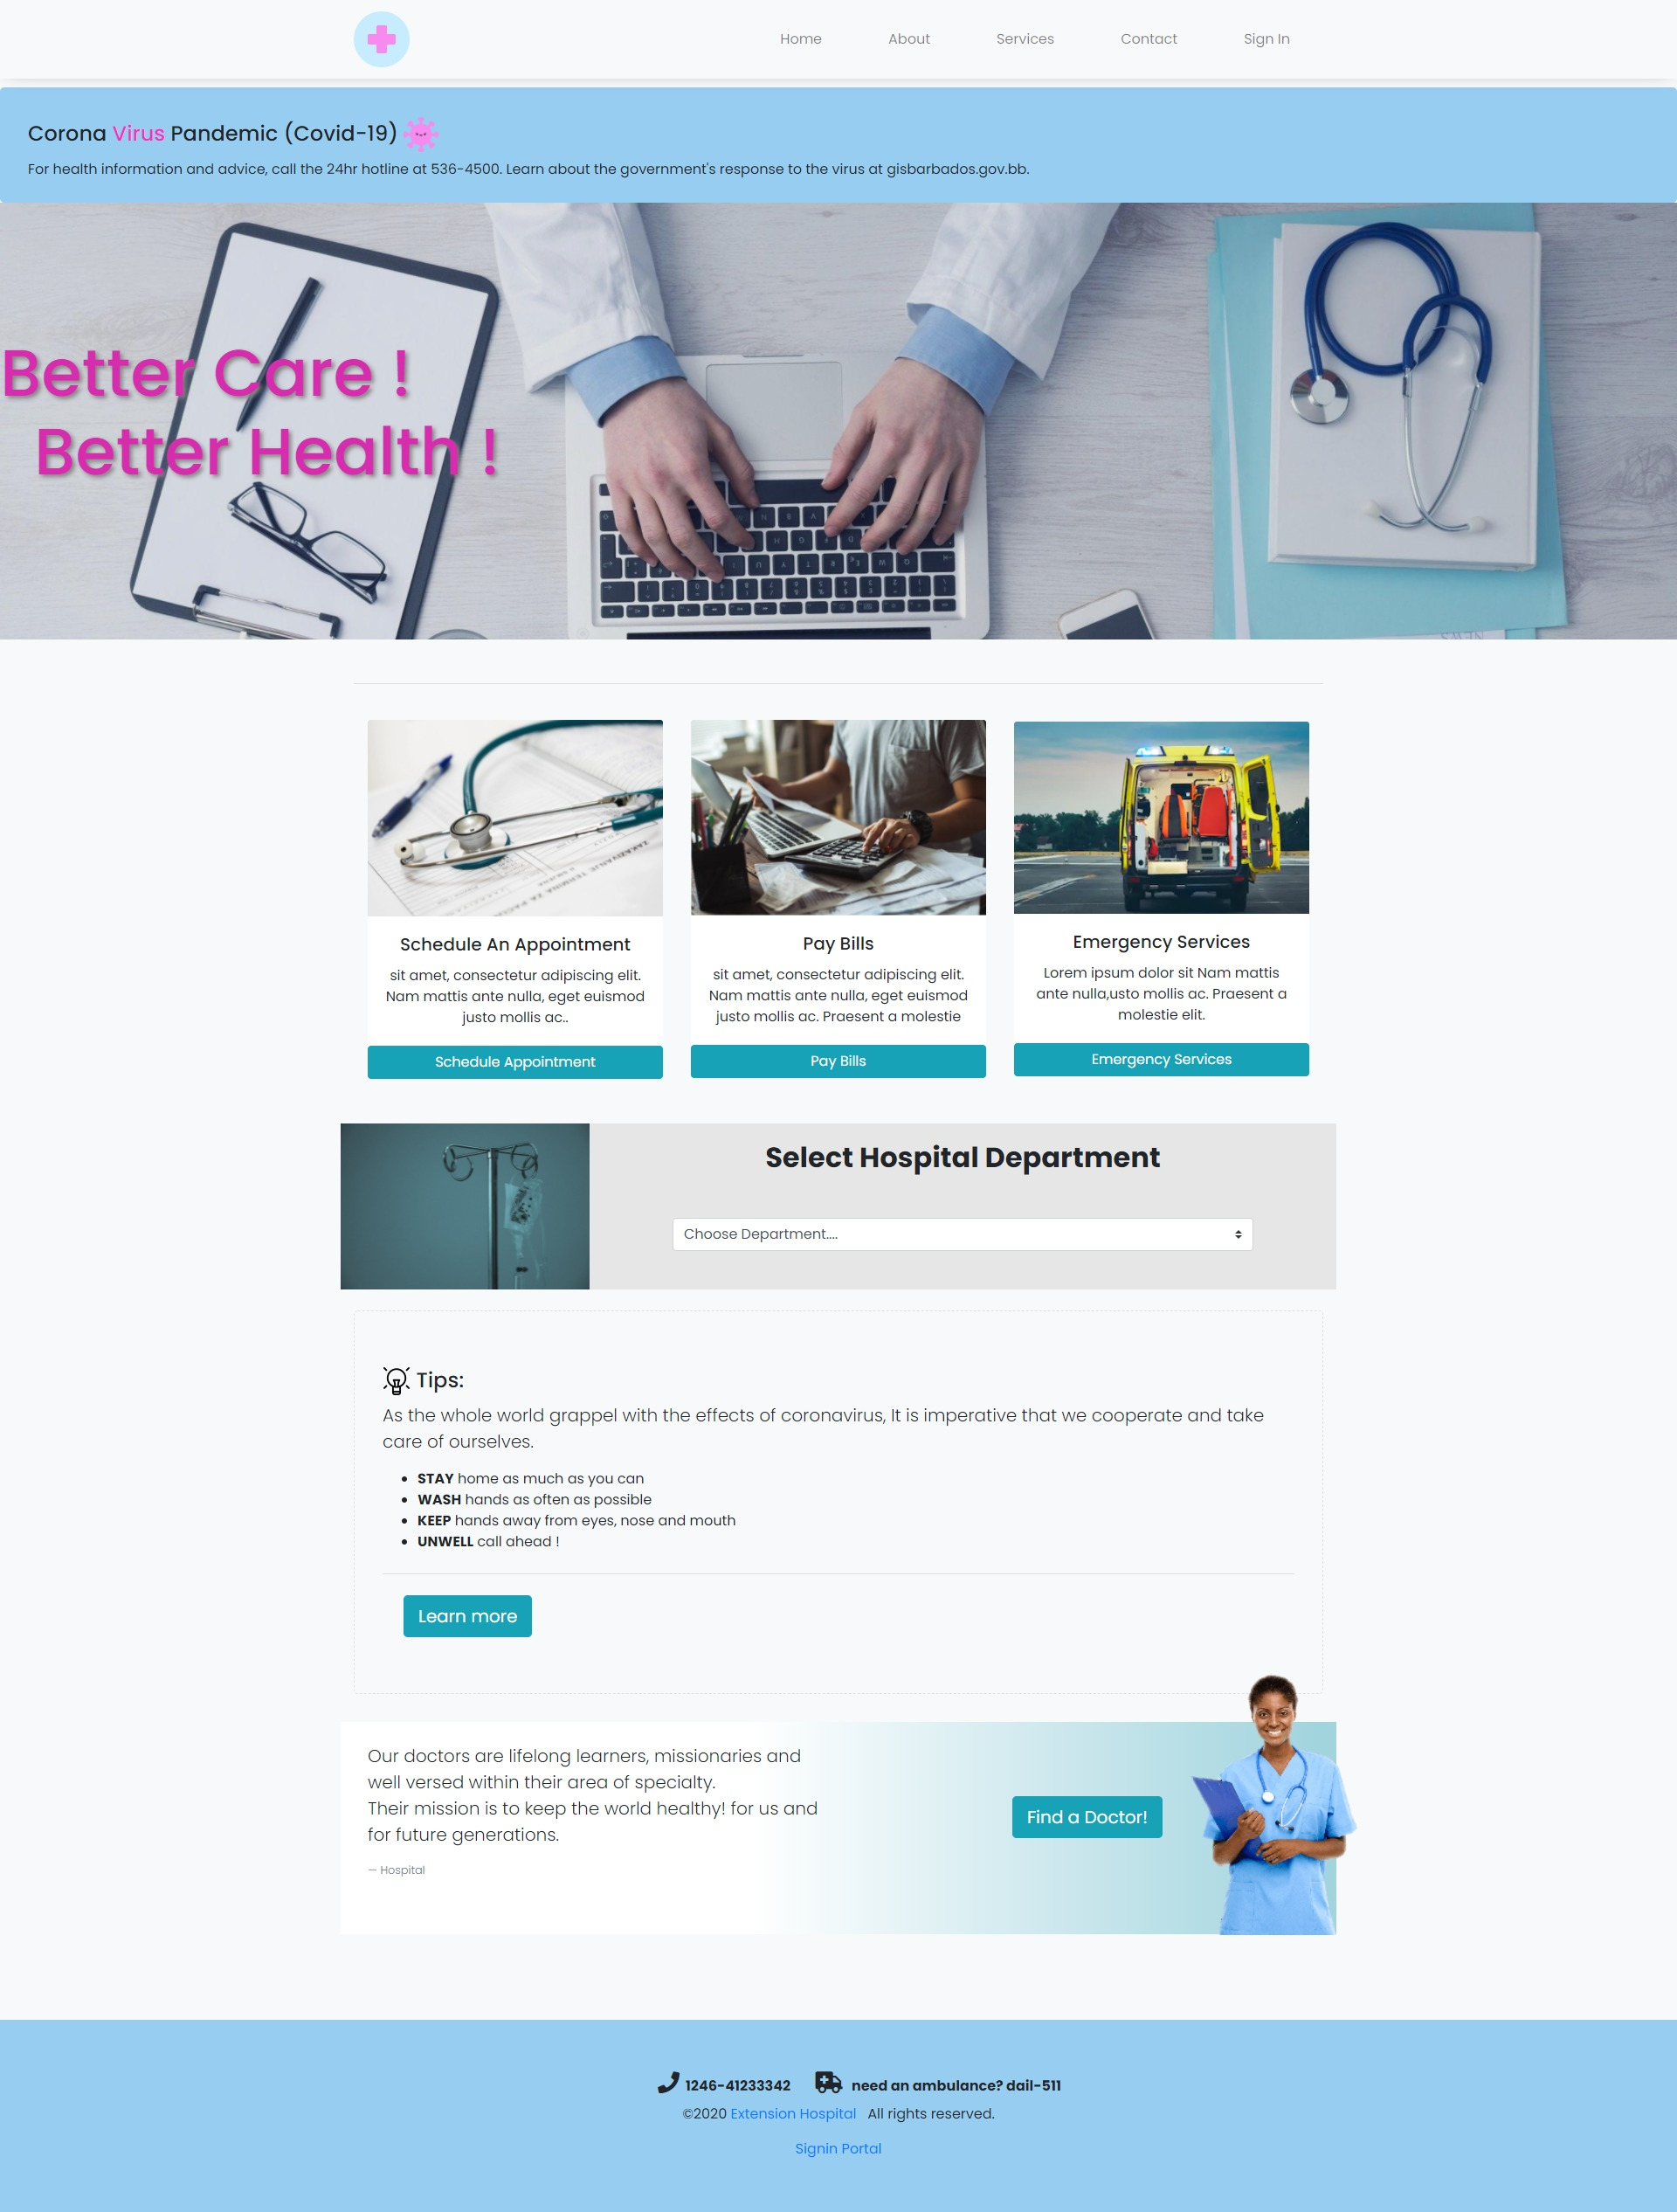 Home About Services Contact Sign In
Corona Virus Pandemic (Covid-19)
For health information and advice, call the 24hr hotline at 536-4500. Learn about the government's response to the virus at gisbarbados.gov.bb.
Better Care !
Better Health !
Schedule An Appointment
sit amet, consectetur adipiscing elit.
Nam mattis ante nulla, eget euismod
justo mollis ac..
Schedule Appointment
Pay Bills
sit amet, consectetur adipiscing elit.
Nam mattis ante nulla, eget euismod
justo mollis ac. Praesent a molestie
Pay Bills
Emergency Services
Lorem ipsum dolor sit Nam mattis
ante nulla,usto mollis ac. Praesent a
molestie elit.
Emergency Services
Select Hospital Department
Choose Department....
Tips:
As the whole world grappel with the effects of coronavirus, It is imperative that we cooperate and take
care of ourselves.
STAY home as much as you can
WASH hands as often as possible
KEEP hands away from eyes, nose and mouth
UNWELL call ahead !
Learn more
Our doctors are lifelong learners, missionaries and
well versed within their area of specialty.
Their mission is to keep the world healthy! for us and
for future generations.
— Hospital
Find a Doctor!
1246-41233342 need an ambulance? dail-511
©2020 Extension Hospital All rights reserved.
Signin Portal